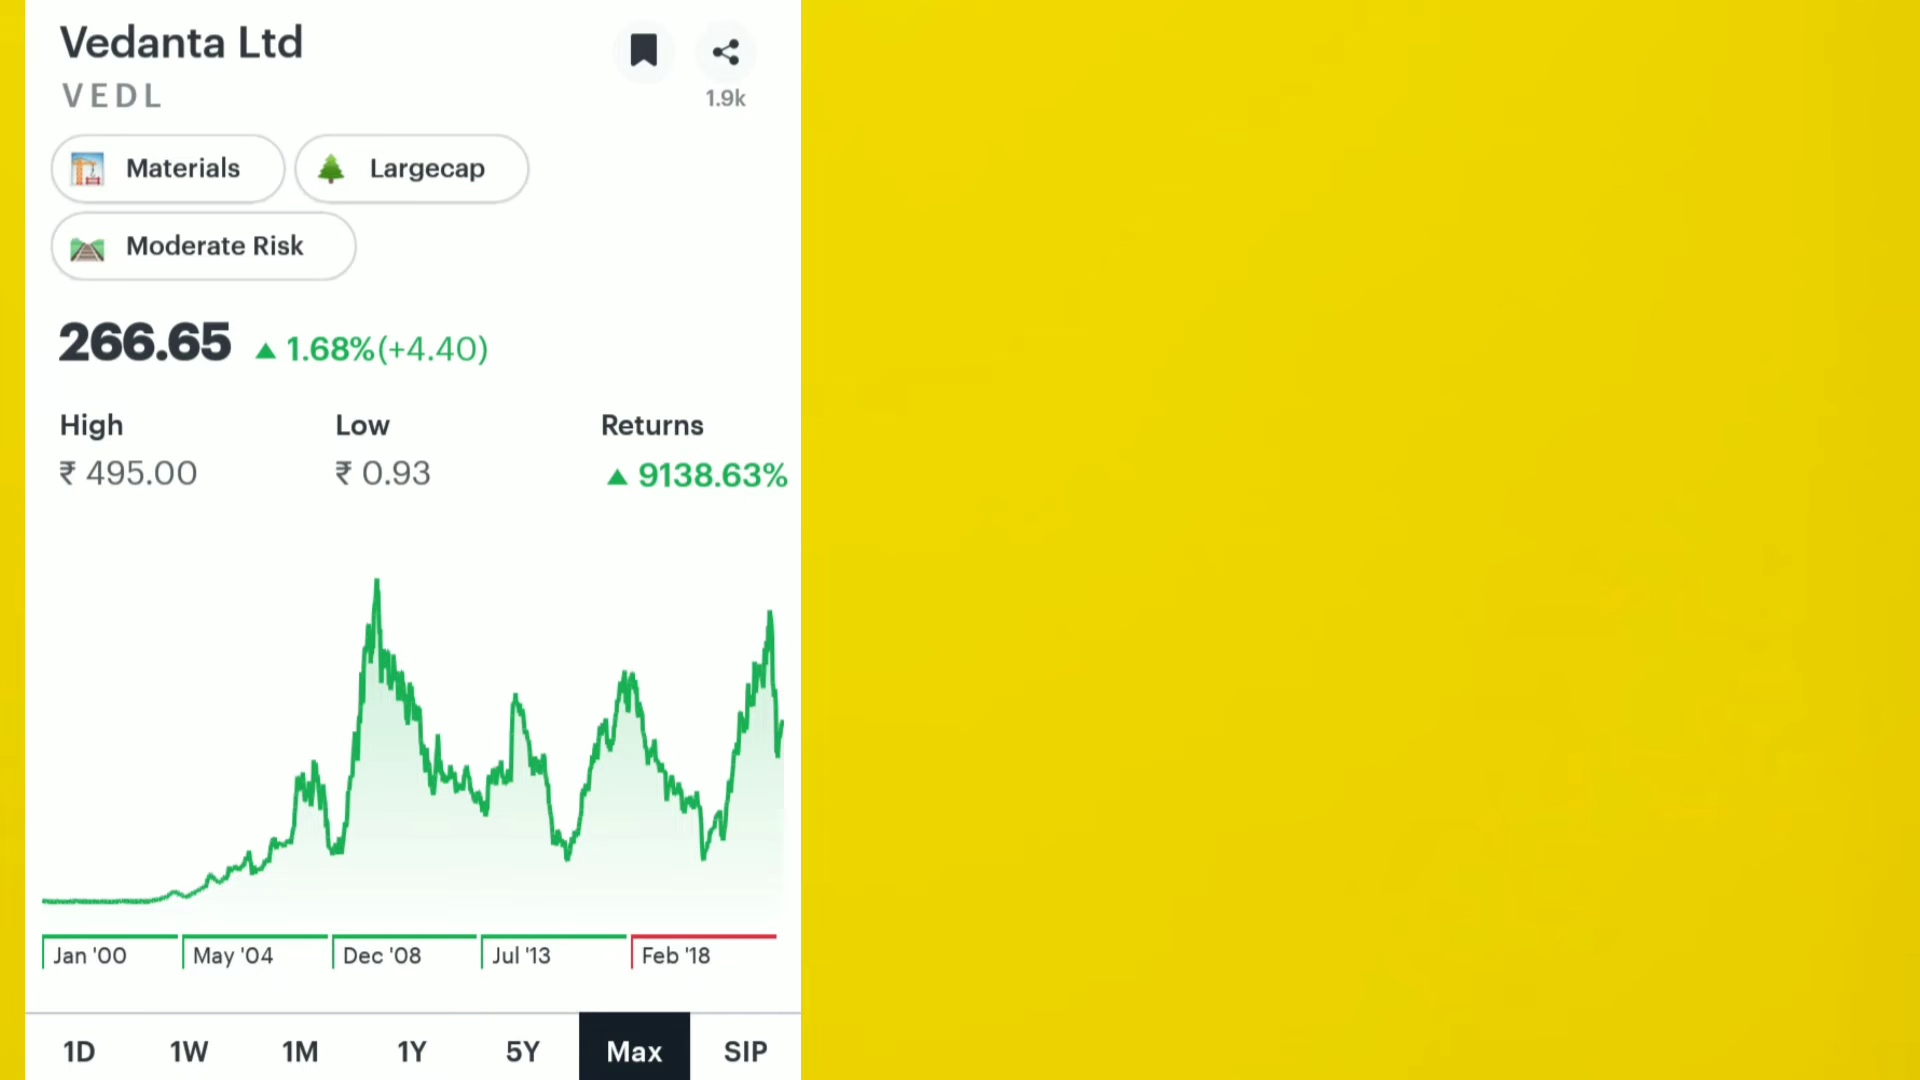 Vedanta Ltd
VEDL
1.9k
Materials
Largecap
Moderate Risk
266.65 ▲ 1.68%(+4.40)
High Low Returns
₹ 495.00 ₹ 0.93 ▲ 9138.63%
Jan '00 May '04 Dec '08 Jul '13 Feb '18
1D 1W 1M 1Y 5Y Max SIP